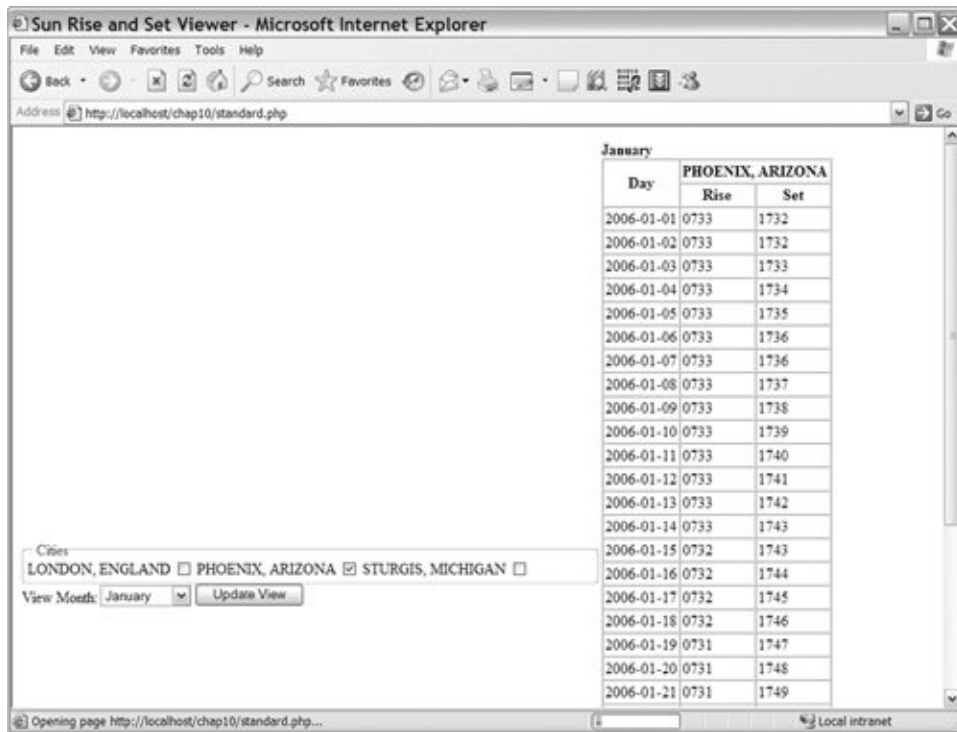 Sun Rise and Set Viewer - Microsoft Internet Explorer
File Edit View Favorites Tools Help
Back Search Favorites
Address http://localhost/chap10/standard.php Go
January
Day PHOENIX, ARIZONA
Rise Set
2006-01-01 0733 1732
2006-01-02 0733 1732
2006-01-03 0733 1733
2006-01-04 0733 1734
2006-01-05 0733 1735
2006-01-06 0733 1736
2006-01-07 0733 1736
2006-01-08 0733 1737
2006-01-09 0733 1738
2006-01-10 0733 1739
2006-01-11 0733 1740
2006-01-12 0733 1741
2006-01-13 0733 1742
2006-01-14 0733 1743
2006-01-15 0732 1743
2006-01-16 0732 1744
2006-01-17 0732 1745
2006-01-18 0732 1746
2006-01-19 0731 1747
2006-01-20 0731 1748
2006-01-21 0731 1749
Cities
LONDON, ENGLAND PHOENIX, ARIZONA STURGIS, MICHIGAN
View Month: January Update View
Opening page http://localhost/chap10/standard.php... Local intranet